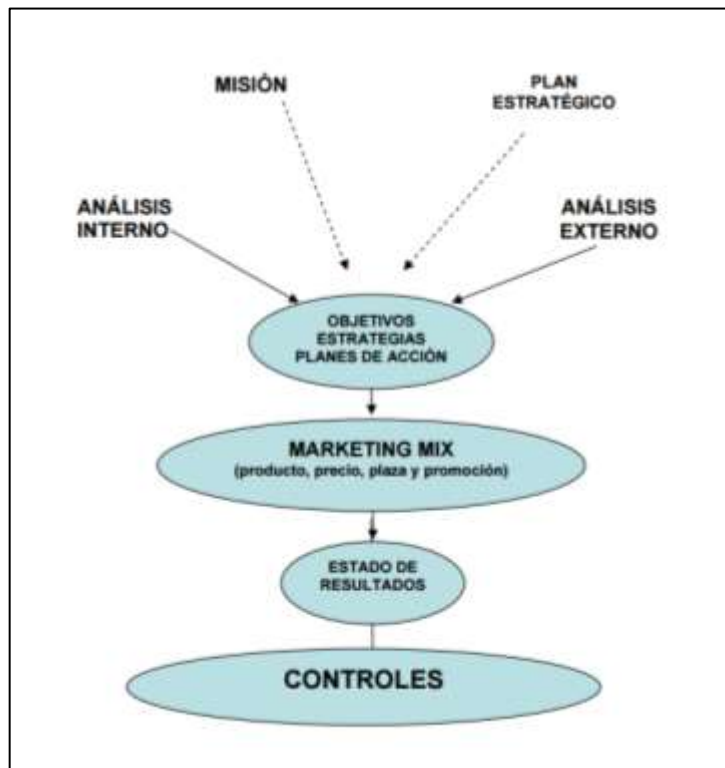 MISIÓN
PLAN
ESTRATÉGICO
ANÁLISIS
INTERNO
ANÁLISIS
EXTERNO
OBJETIVOS
ESTRATEGIAS
PLANES DE ACCIÓN
MARKETING MIX
(producto, precio, plaza y promoción)
ESTADO DE
RESULTADOS
CONTROLES